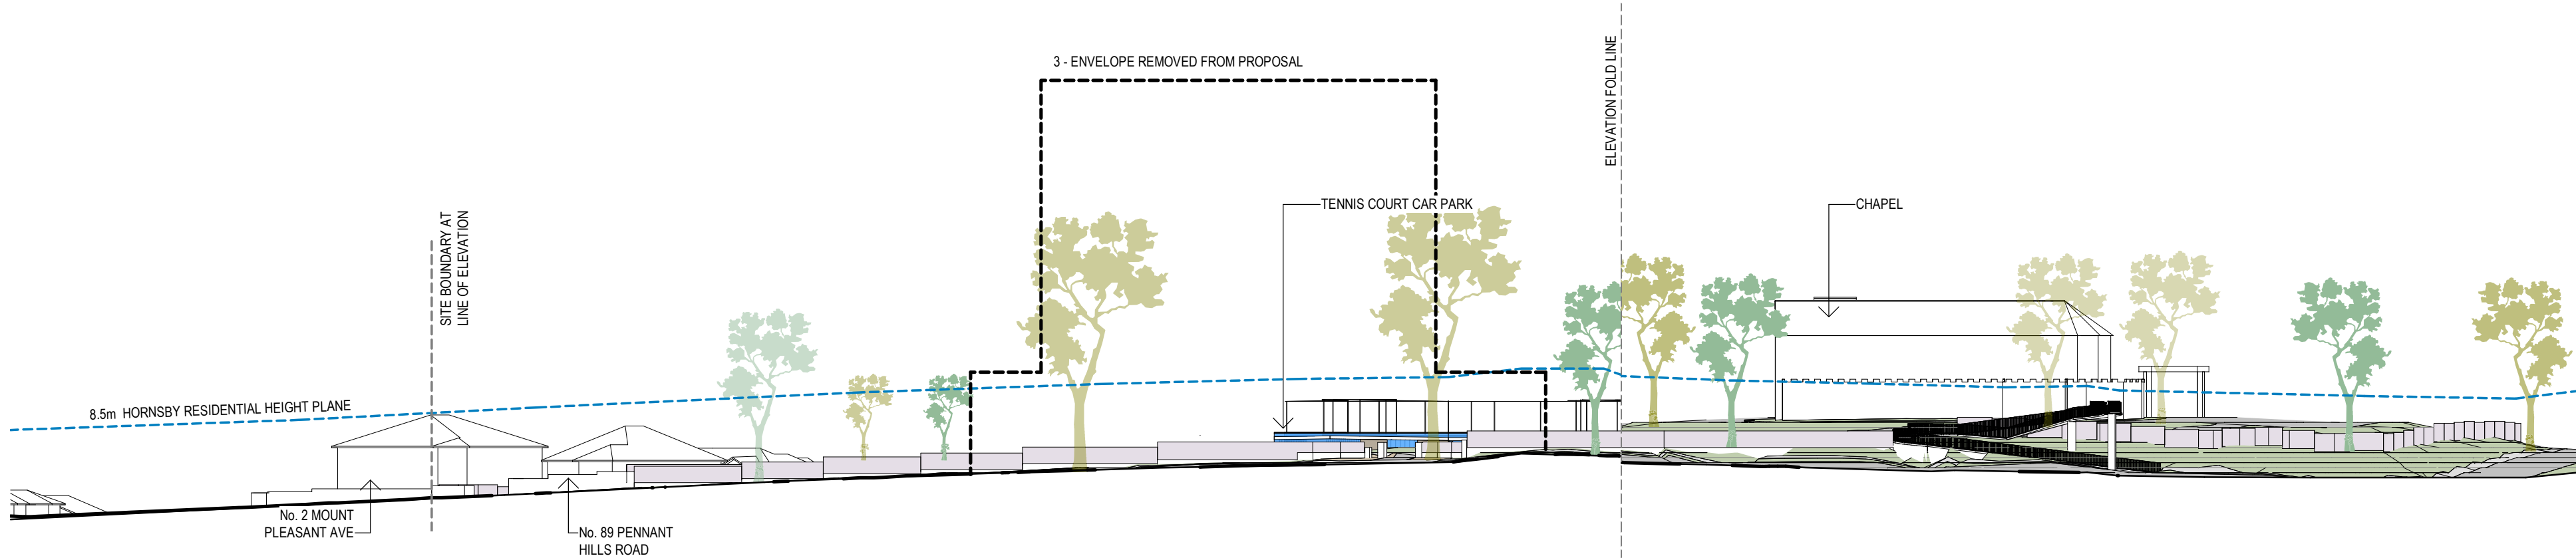 3 - ENVELOPE REMOVED FROM PROPOSAL
ELEVATION FOLD LINE
TENNIS COURT CAR PARK
CHAPEL
SITE BOUNDARY AT
LINE OF ELEVATION
8.5m HORNSBY RESIDENTIAL HEIGHT PLANE
No. 2 MOUNT
PLEASANT AVE
No. 89 PENNANT
HILLS ROAD